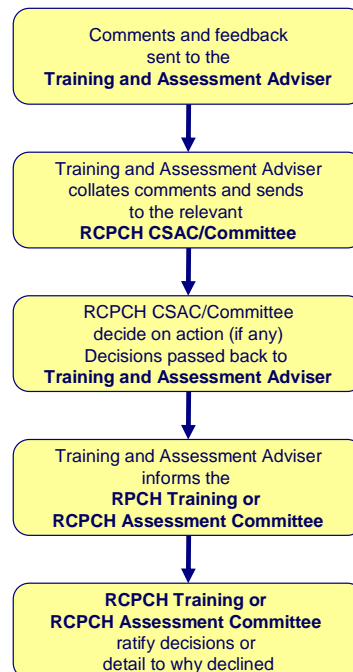 Comments and feedback
sent to the
Training and Assessment Adviser
Training and Assessment Adviser
collates comments and sends
to the relevant
RCPCH CSAC/Committee
RCPCH CSAC/Committee
decide on action (if any)
Decisions passed back to
Training and Assessment Adviser
Training and Assessment Adviser
informs the
RPCH Training or
RCPCH Assessment Committee
RCPCH Training or
RCPCH Assessment Committee
ratify decisions or
detail to why declined